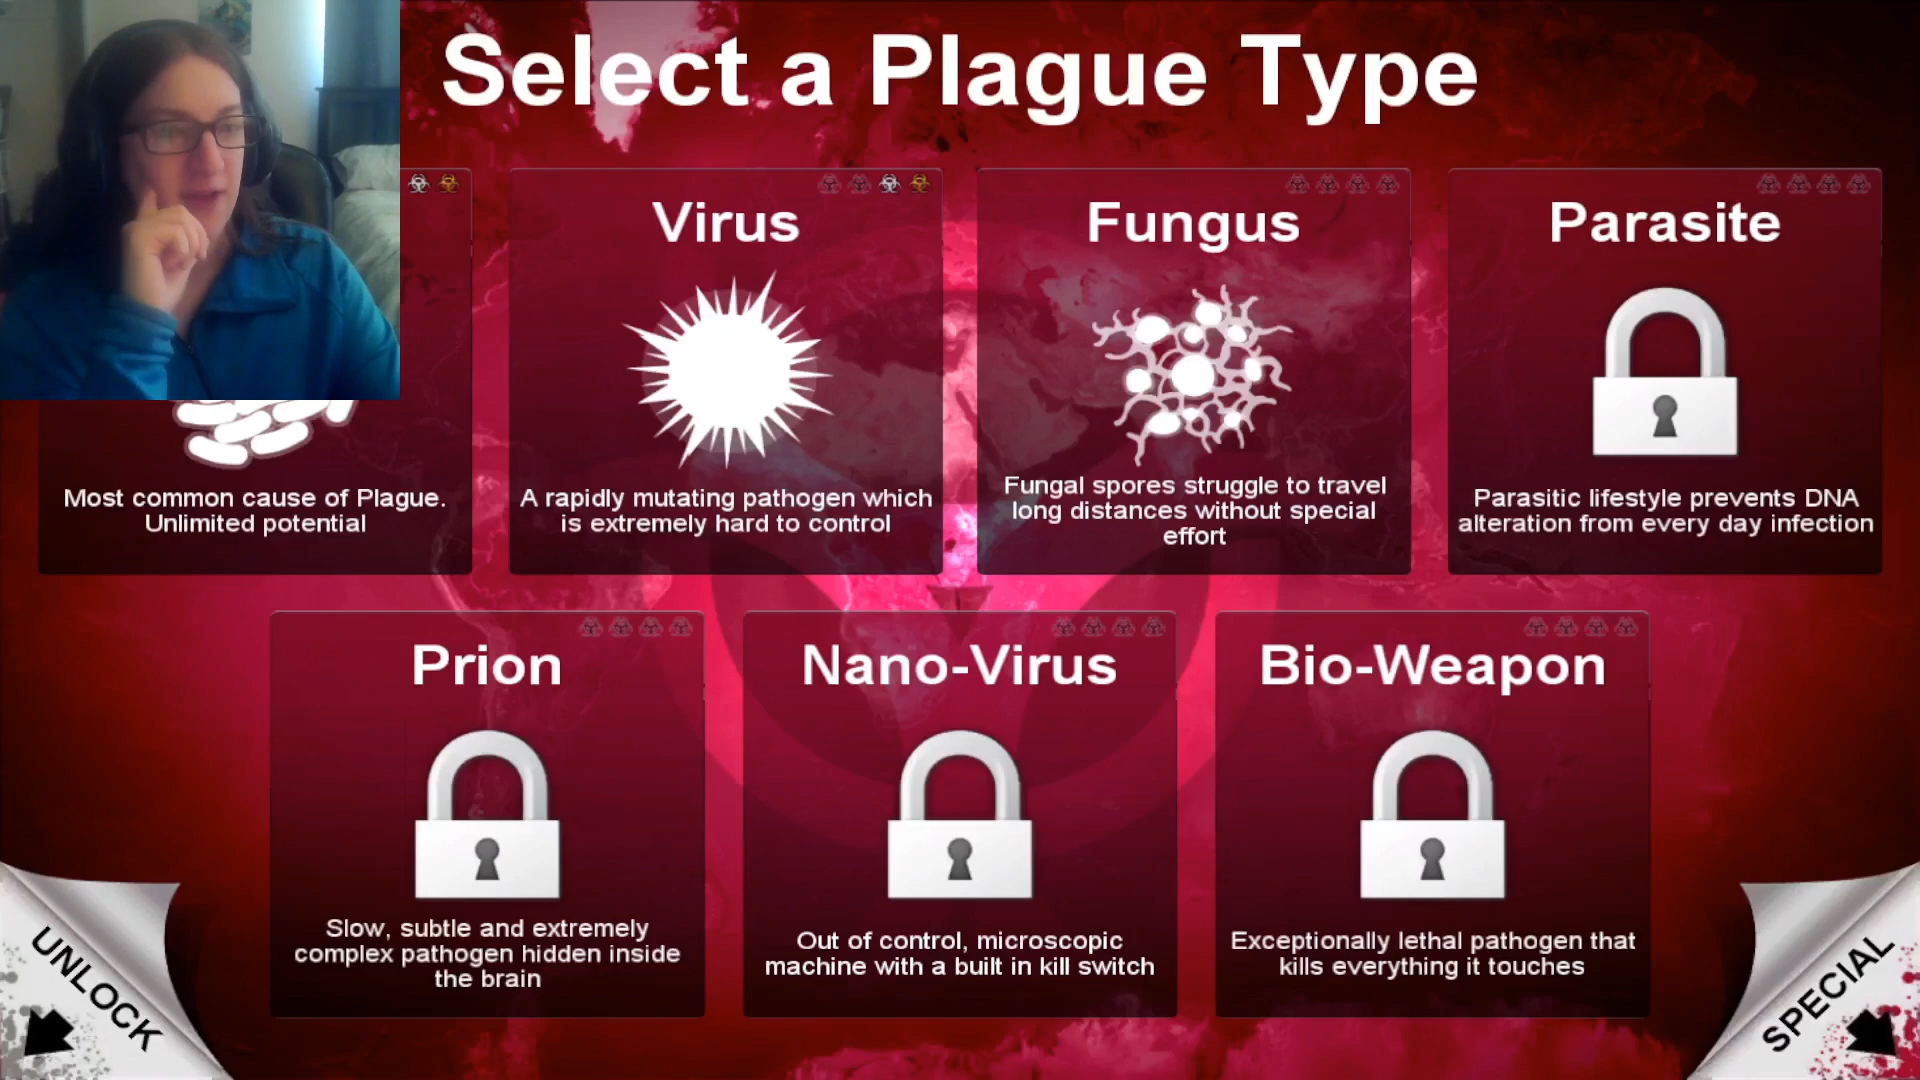 Select a Plague Type
Virus
Fungus
Parasite
Most common cause of Plague.
Unlimited potential
A rapidly mutating pathogen which
is extremely hard to control
Fungal spores struggle to travel
long distances without special
effort
Parasitic lifestyle prevents DNA
alteration from every day infection
Prion
Nano-Virus
Bio-Weapon
Slow, subtle and extremely
complex pathogen hidden inside
the brain
Out of control, microscopic
machine with a built in kill switch
Exceptionally lethal pathogen that
kills everything it touches
UNLOCK
SPECIAL